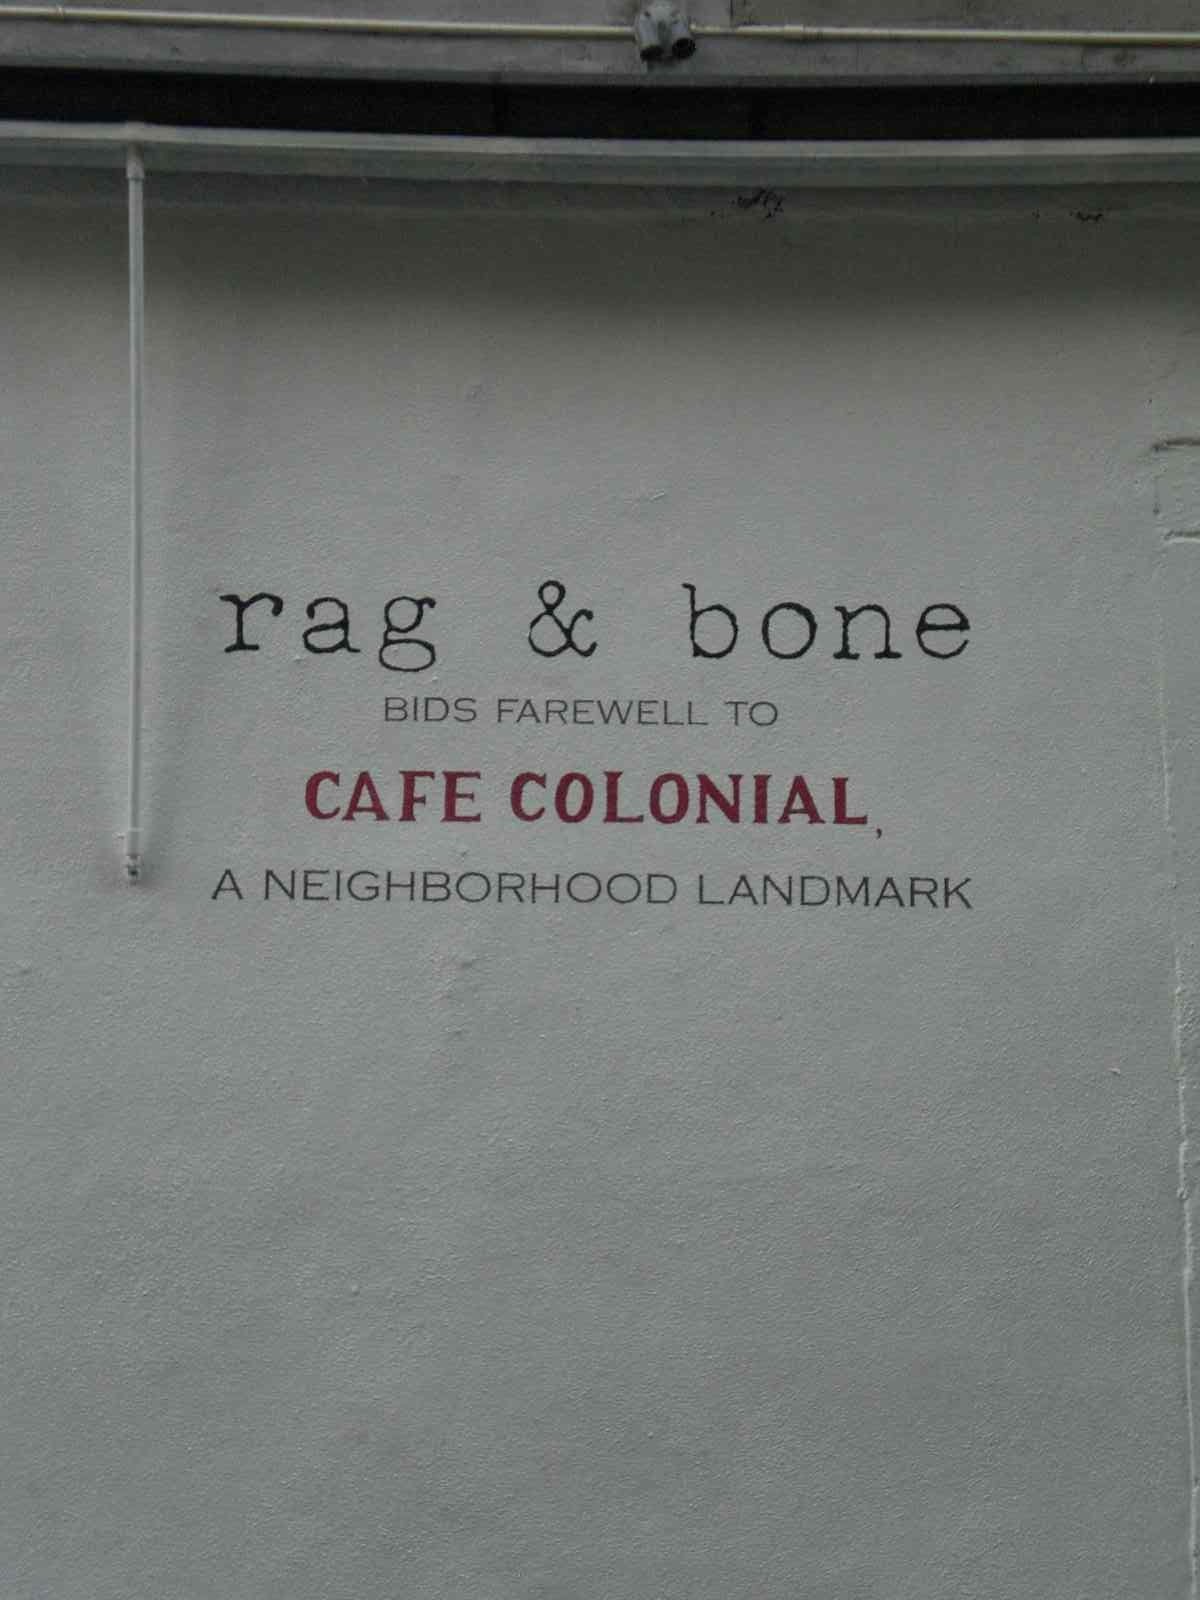 rag & bone
BIDS FAREWELL TO
CAFE COLONIAL,
A NEIGHBORHOOD LANDMARK